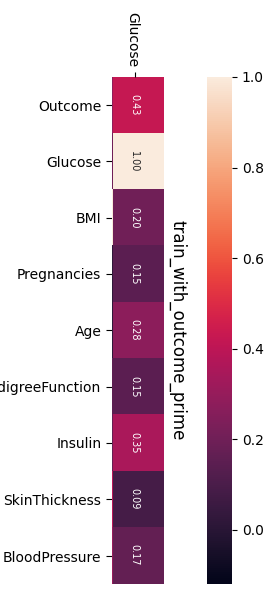 Glucose
Outcome 0.43
Glucose 1.00
BMI 0.20
Pregnancies 0.15
Age 0.28
digreeFunction 0.15
Insulin 0.35
SkinThickness 0.09
BloodPressure 0.17
train_with_outcome_prime
1.0
0.8
0.6
0.4
0.2
0.0